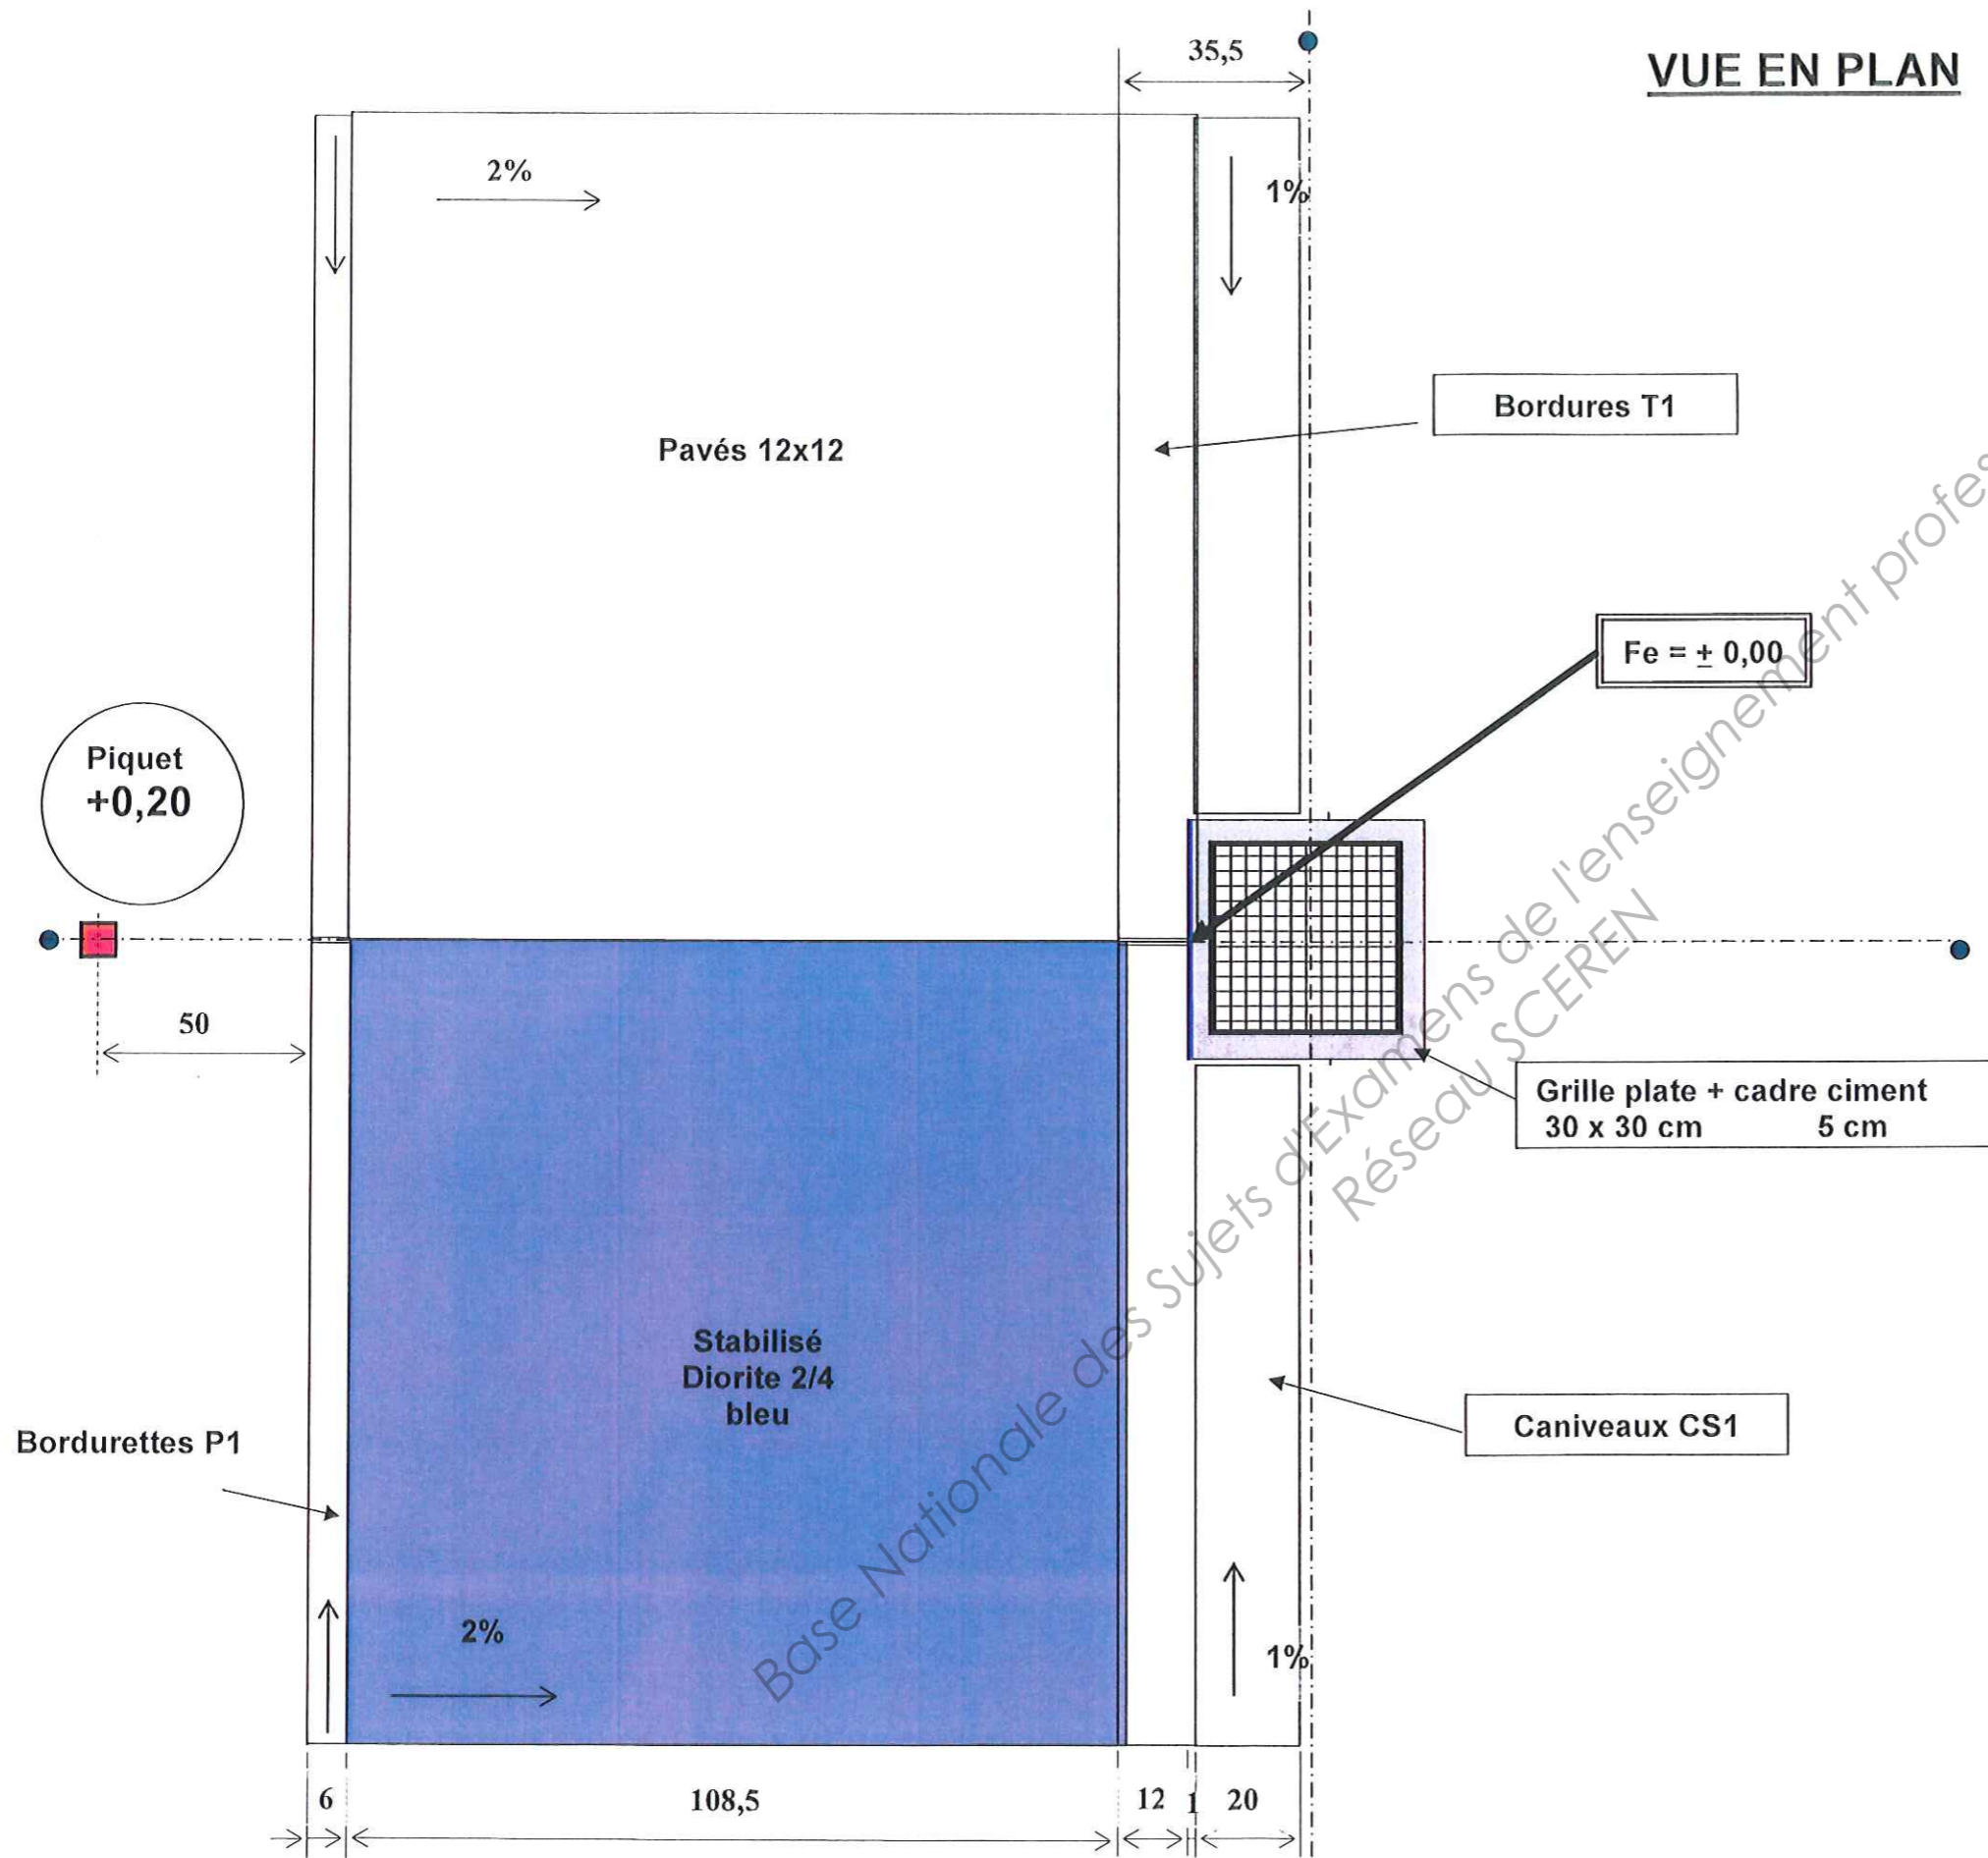 35,5
VUE EN PLAN
2%
1%
Bordures T1
Pavés 12x12
Fe = ± 0,00
Piquet
+0,20
50
Grille plate + cadre ciment
30 x 30 cm 5 cm
Stabilisé
Diorite 2/4
bleu
Caniveaux CS1
Bordurettes P1
2%
1%
6
108,5
12
1
20
Base Nationale des Sujets d'Examens de l'enseignement profes
Réseau SCEREN